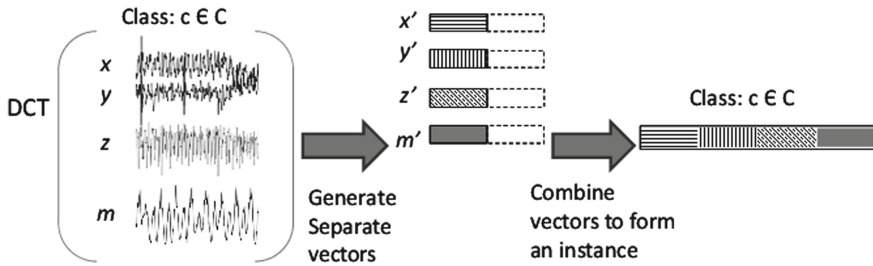 Class: c Є C
DCT
x
y
z
m
Generate
Separate
vectors
x'
y'
z'
m'
Combine
vectors to form
an instance
Class: c Є C